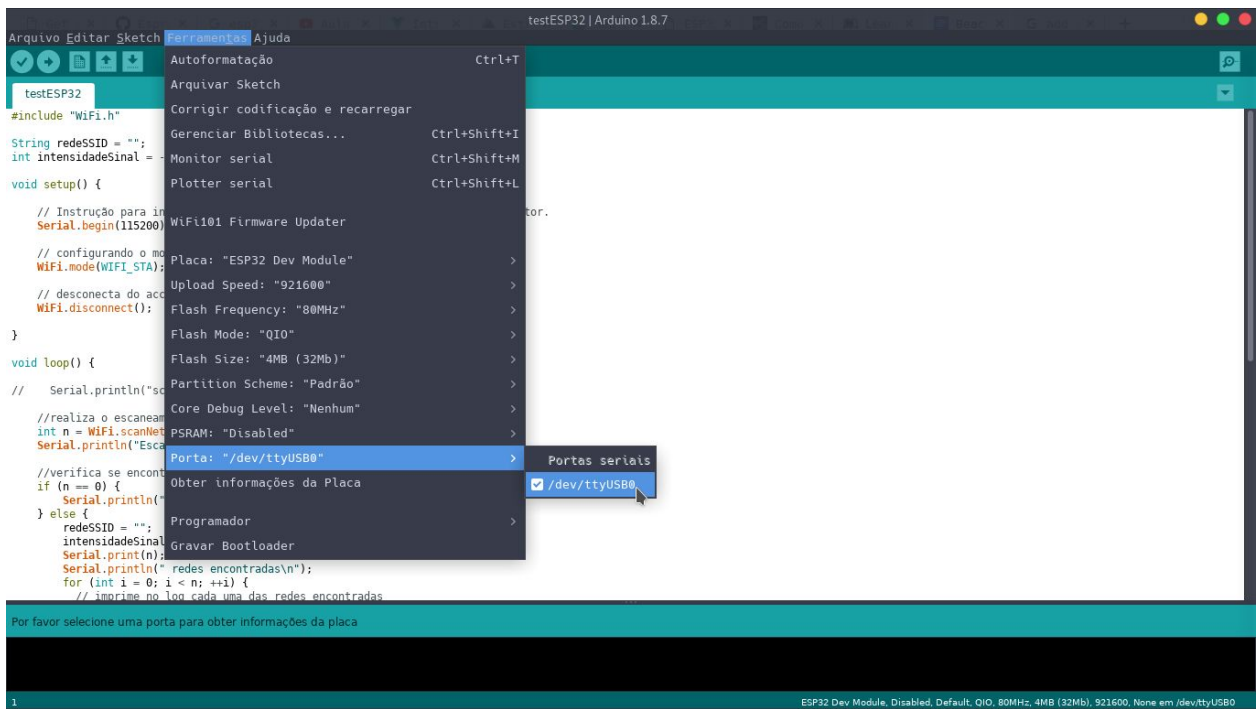 testESP32 | Arduino 1.8.7
Arquivo Editar Sketch Ferramentas Ajuda
testESP32
#include "WiFi.h"
String redeSSID = "";
int intensidadeSinal = -
void setup() {
// Instrução para in
tor.
Serial.begin(115200)
// configurando o mo
WiFi.mode(WIFI_STA);
// desconecta do acc
WiFi.disconnect();
}
void loop() {
// Serial.println("sc
//realiza o escaneam
int n = WiFi.scanNet
Serial.println("Esca
//verifica se encont
if (n == 0) {
Serial.println("
} else {
redeSSID = "";
intensidadeSinal
Serial.print(n);
Serial.println(" redes encontradas\n");
for (int i = 0; i < n; ++i) {
// imprime no log cada uma das redes encontradas
Autoformatação Ctrl+T
Arquivar Sketch
Corrigir codificação e recarregar
Gerenciar Bibliotecas... Ctrl+Shift+I
Monitor serial Ctrl+Shift+M
Plotter serial Ctrl+Shift+L
WiFi101 Firmware Updater
Placa: "ESP32 Dev Module"
Upload Speed: "921600"
Flash Frequency: "80MHz"
Flash Mode: "QIO"
Flash Size: "4MB (32Mb)"
Partition Scheme: "Padrão"
Core Debug Level: "Nenhum"
PSRAM: "Disabled"
Porta: "/dev/ttyUSB0"
Obter informações da Placa
Programador
Gravar Bootloader
Portas seriais
/dev/ttyUSB0
Por favor selecione uma porta para obter informações da placa
1
ESP32 Dev Module, Disabled, Default, QIO, 80MHz, 4MB (32Mb), 921600, None em /dev/ttyUSB0